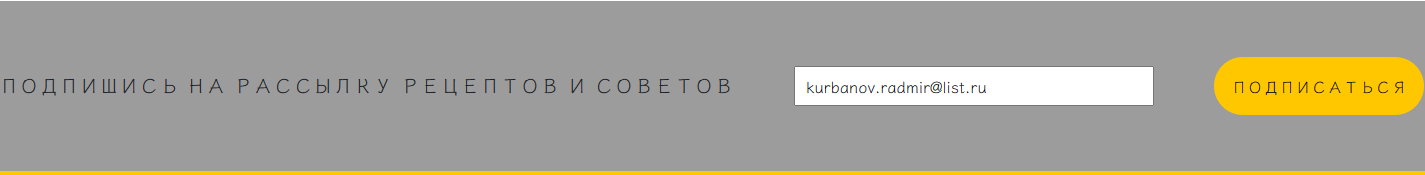 ПОДПИШИСЬ НА РАССЫЛКУ РЕЦЕПТОВ И СОВЕТОВ
kurbanov.radmir@list.ru
ПОДПИСАТЬСЯ